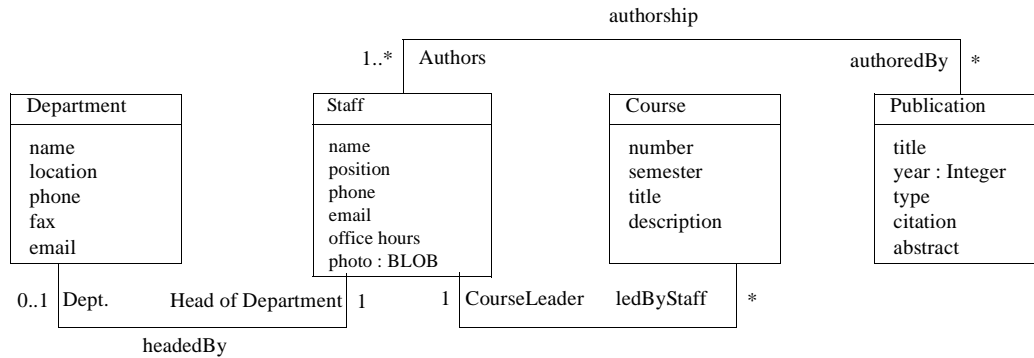 authorship
1..* Authors authoredBy *
Department
name
location
phone
fax
email
Staff
name
position
phone
email
office hours
photo : BLOB
Course
number
semester
title
description
Publication
title
year : Integer
type
citation
abstract
0..1 Dept. Head of Department 1 1 CourseLeader ledByStaff *
headedBy